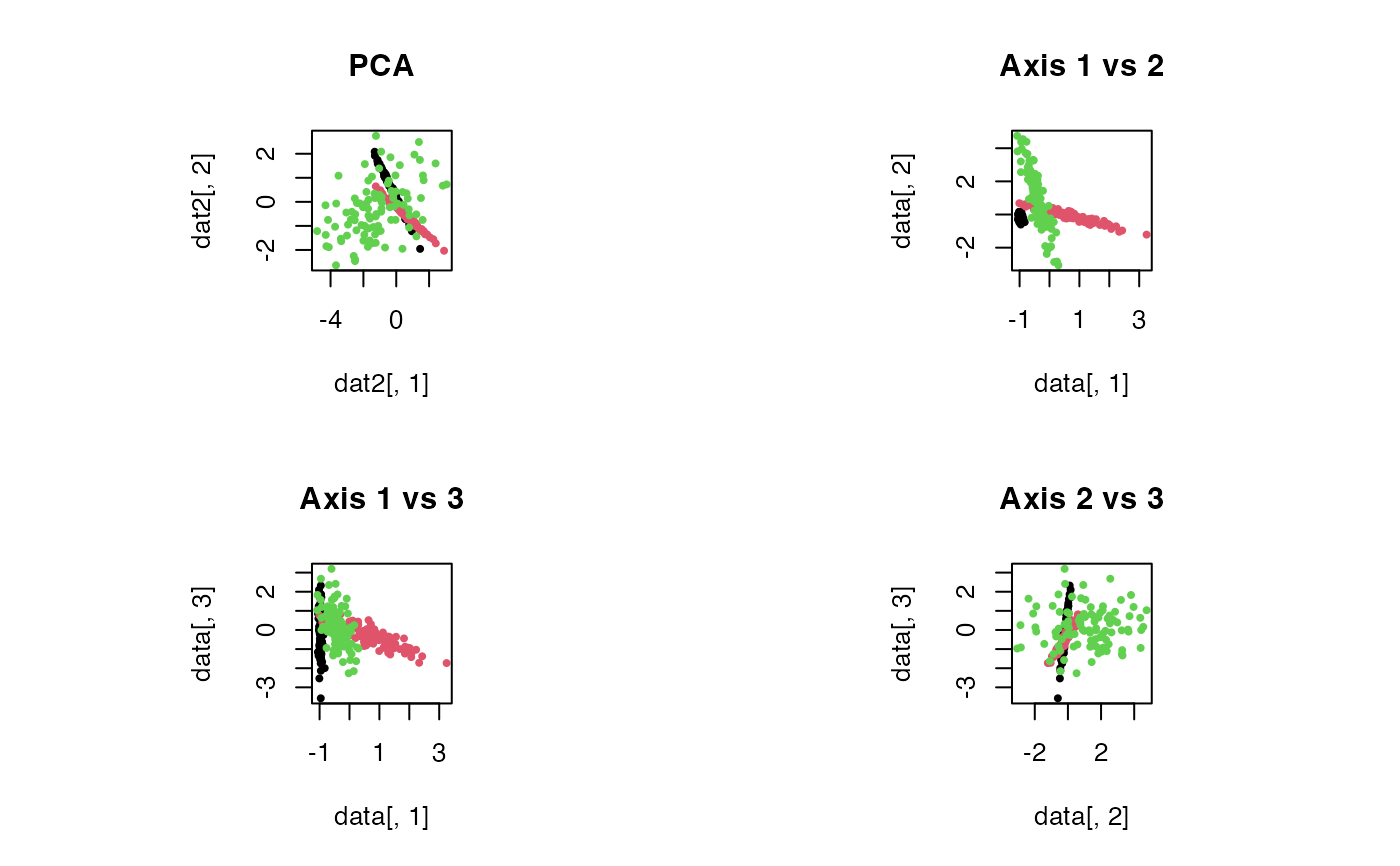 PCA
dat2[, 2]
2
0
-2
-4 0
dat2[, 1]
Axis 1 vs 2
data[, 2]
2
-2
-1 1 3
data[, 1]
Axis 1 vs 3
data[, 3]
2
0
-3
-1 1 3
data[, 1]
Axis 2 vs 3
data[, 3]
2
0
-3
-2 2
data[, 2]